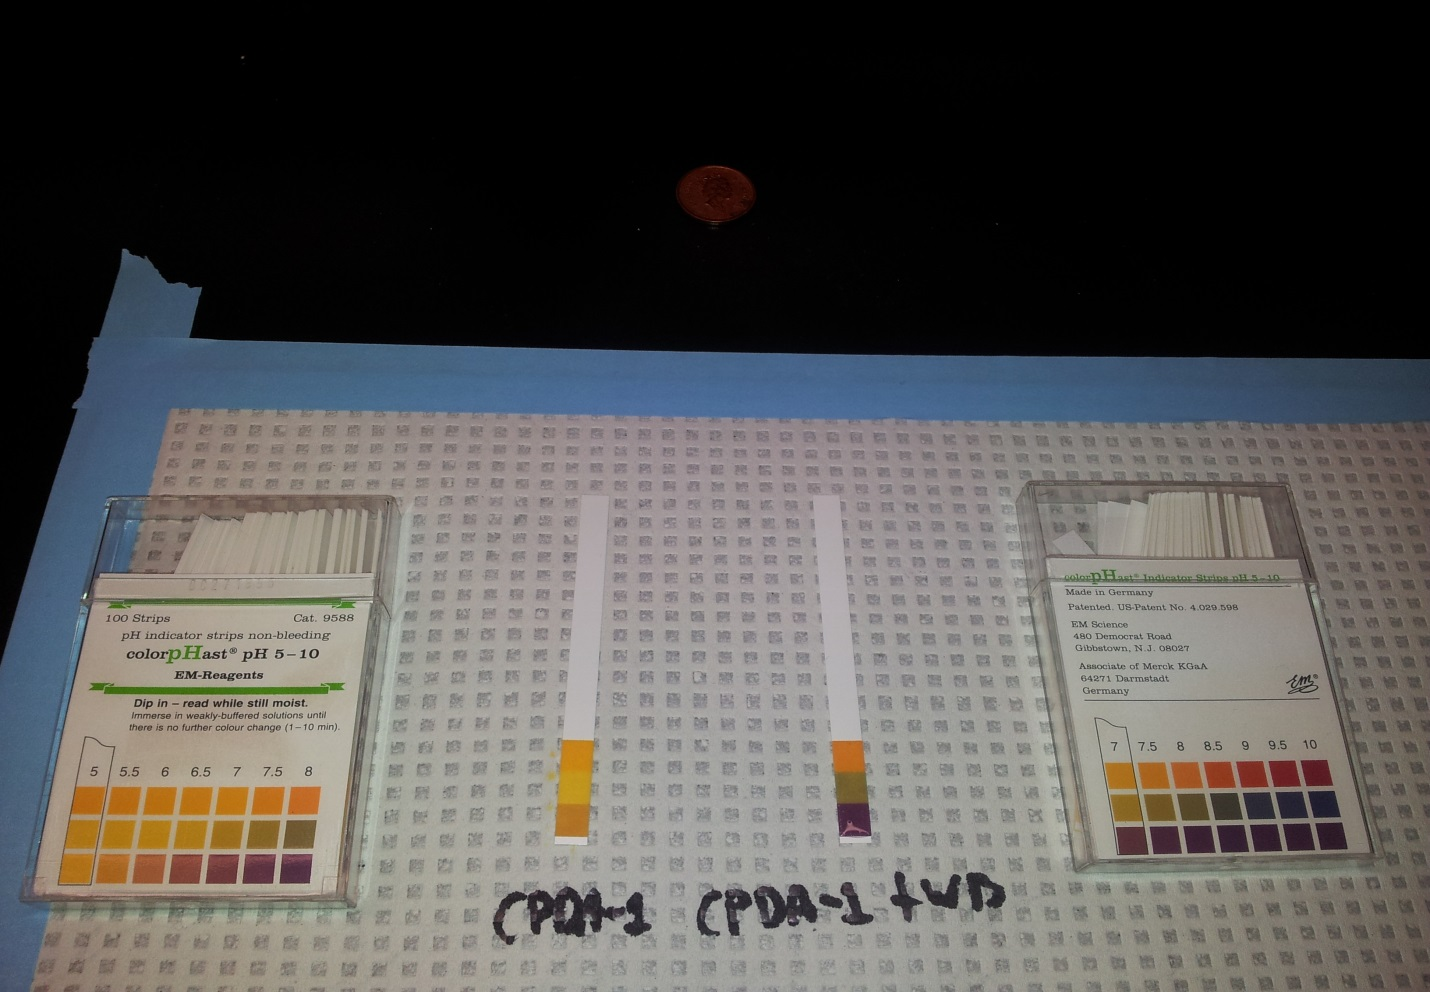 100 Strips Cat. 9588
pH indicator strips non-bleeding
colorpHast® pH 5–10
EM-Reagents
Dip in – read while still moist.
Immerse in weakly-buffered solutions until
there is no further colour change (1–10 min).
5 5.5 6 6.5 7 7.5 8
CPDA-1 CPDA-1 +WD
colorpHast® Indicator Strips pH 5–10
Made in Germany
Patented. US-Patent No. 4.029.598
EM Science
480 Democrat Road
Gibbstown, N.J. 08027
Associate of Merck KGaA
64271 Darmstadt
Germany
EM®
7 7.5 8 8.5 9 9.5 10